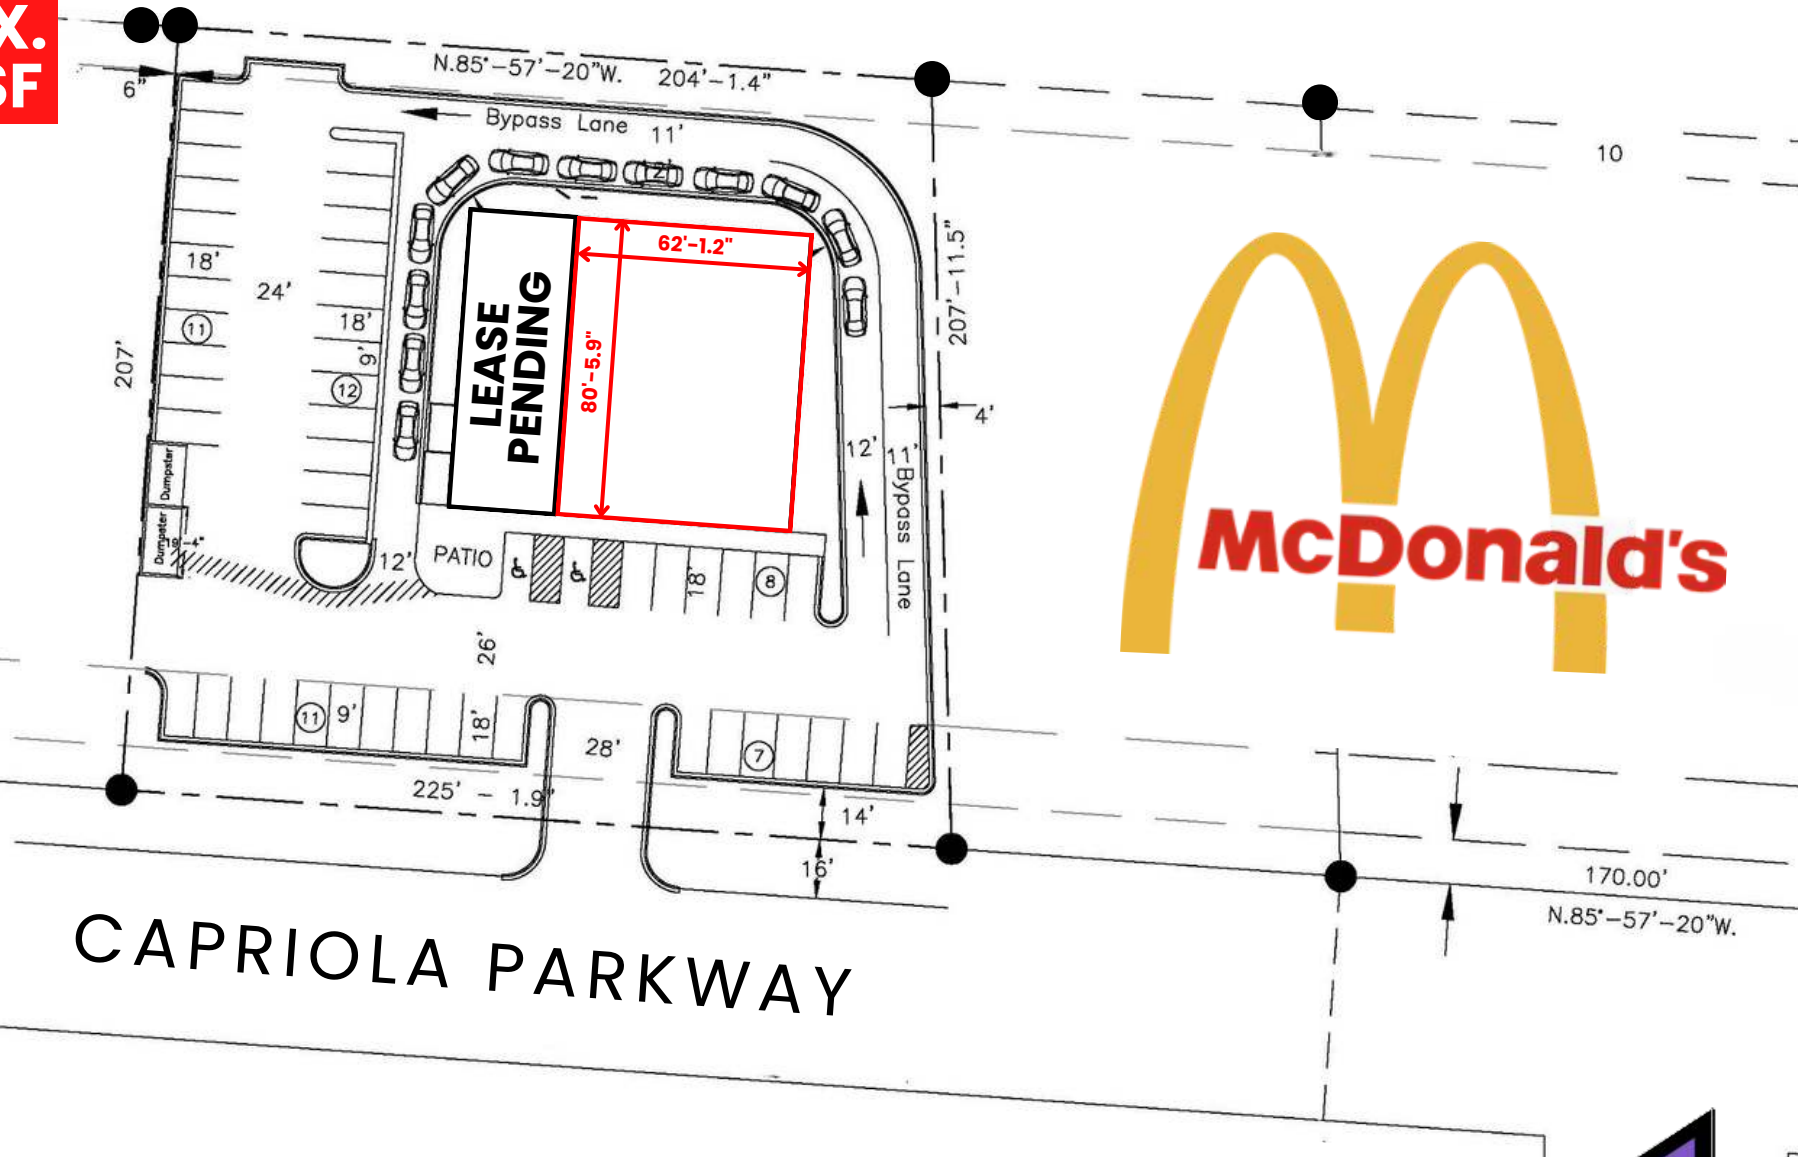 X.
SF
6"
N.85°-57'-20"W. 204'-1.4"
Bypass Lane 11'
12'
10
18'
24'
18'
9'
11
12
207'
LEASE
PENDING
62'-1.2"
80'-5.9"
207'-11.5"
4'
12'
11'
Bypass Lane
Dumpster
Dumpster
12'
PATIO
18'
8
26'
11
9'
18'
28'
7
225' - 1.9"
14'
16'
McDonald's
170.00'
N.85°-57'-20"W.
CAPRIOLA PARKWAY